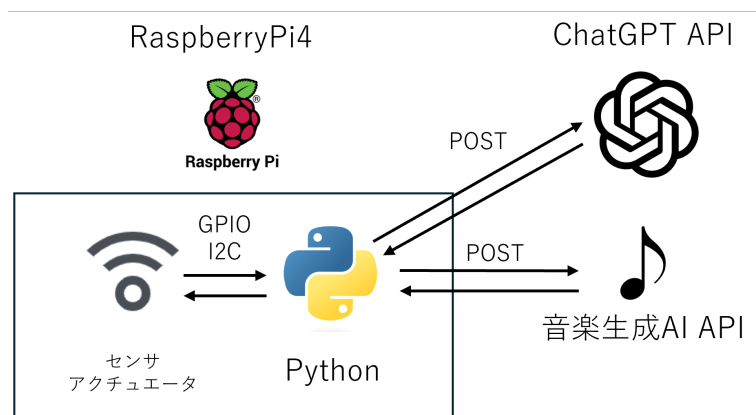 RaspberryPi4
ChatGPT API
®
Raspberry Pi
POST
GPIO
I2C
POST
音楽生成AI API
センサ
アクチュエータ
Python